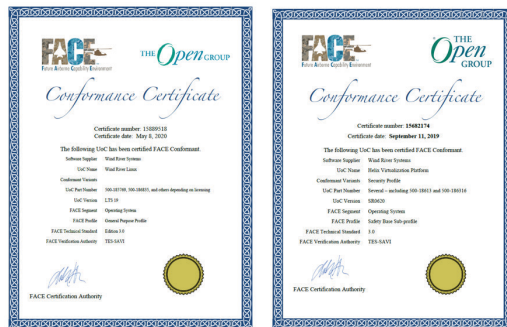 FACE
Future Airborne Capability Environment
THE Open GROUP
Conformance Certificate
Certificate number: 15889518
Certificate date: May 8, 2020
The following UoC has been certified FACE Conformant.
Software Supplier Wind River Systems
UoC Name Wind River Linux
Conformant Variants
UoC Part Number 500-185769, 500-186855, and others depending on licensing
UoC Version LTS 19
FACE Segment Operating System
FACE Profile General Purpose Profile
FACE Technical Standard Edition 3.0
FACE Verification Authority TES-SAVI
FACE Certification Authority
FACE
Future Airborne Capability Environment
THE
Open
GROUP
Conformance Certificate
Certificate number: 15682174
Certificate date: September 11, 2019
The following UoC has been certified FACE Conformant.
Software Supplier Wind River Systems
UoC Name Helix Virtualization Platform
Conformant Variants Security Profile
UoC Part Number Several – including 500-18613 and 500-186516
UoC Version SR0620
FACE Segment Operating System
FACE Profile Safety Base Sub-profile
FACE Technical Standard 3.0
FACE Verification Authority TES-SAVI
FACE Certification Authority